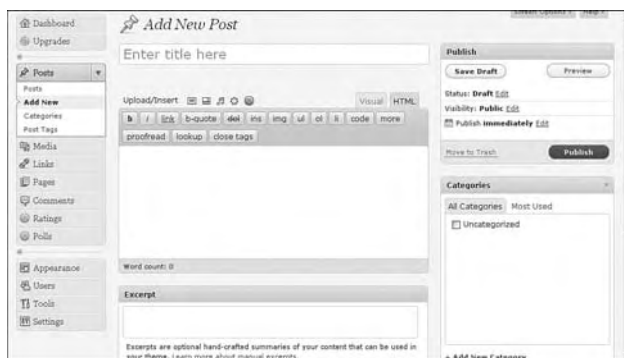 Dashboard
Upgrades
Posts
Posts
Add New
Categories
Post Tags
Media
Links
Pages
Comments
Ratings
Polls
Appearance
Users
Tools
Settings
Add New Post
Enter title here
Upload/Insert
Visual HTML
b i link b-quote del ins img ul ol li code more
proofread lookup close tags
Word count: 0
Excerpt
Excerpts are optional hand-crafted summaries of your content that can be used in
your theme. Learn more about manual excerpts.
Screen Options Help
Publish
Save Draft Preview
Status: Draft Edit
Visibility: Public Edit
Publish immediately Edit
Move to Trash Publish
Categories
All Categories Most Used
Uncategorized
+ Add New Category